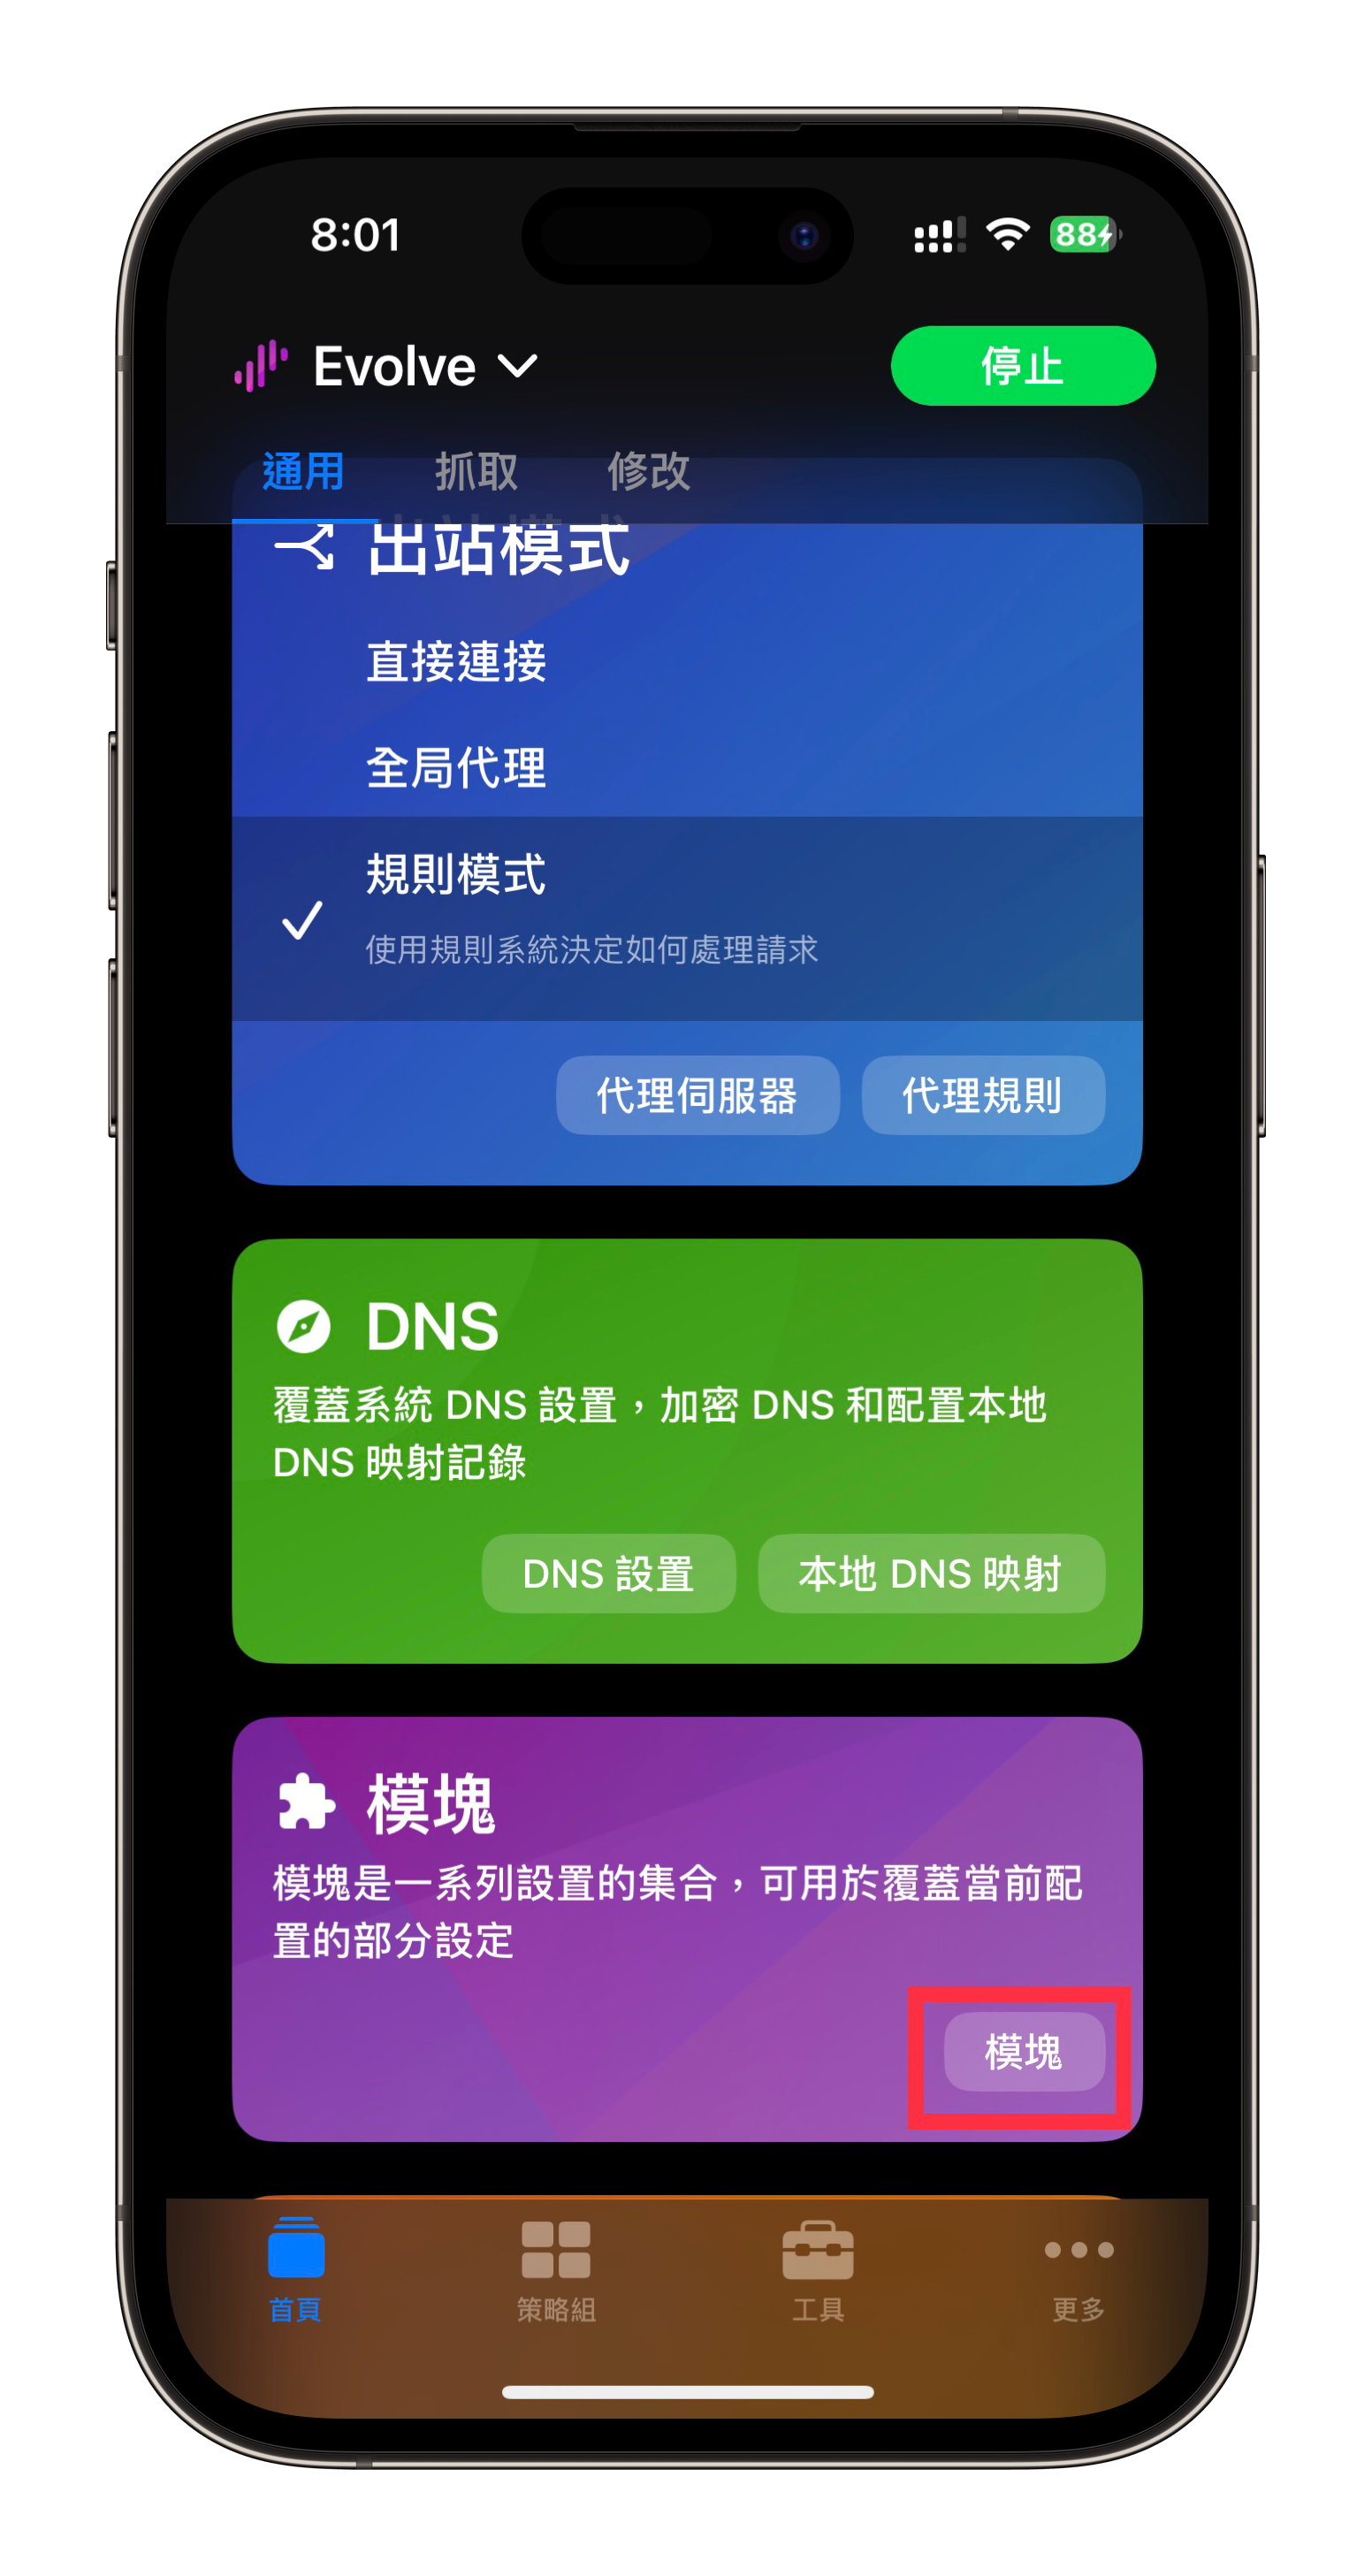 8:01
88
Evolve
停止
通用
抓取
修改
出站模式
直接連接
全局代理
規則模式
使用規則系統決定如何處理請求
代理伺服器
代理規則
DNS
覆蓋系統 DNS 設置，加密 DNS 和配置本地
DNS 映射記錄
DNS 設置
本地 DNS 映射
模塊
模塊是一系列設置的集合，可用於覆蓋當前配
置的部分設定
模塊
首頁
策略組
工具
更多